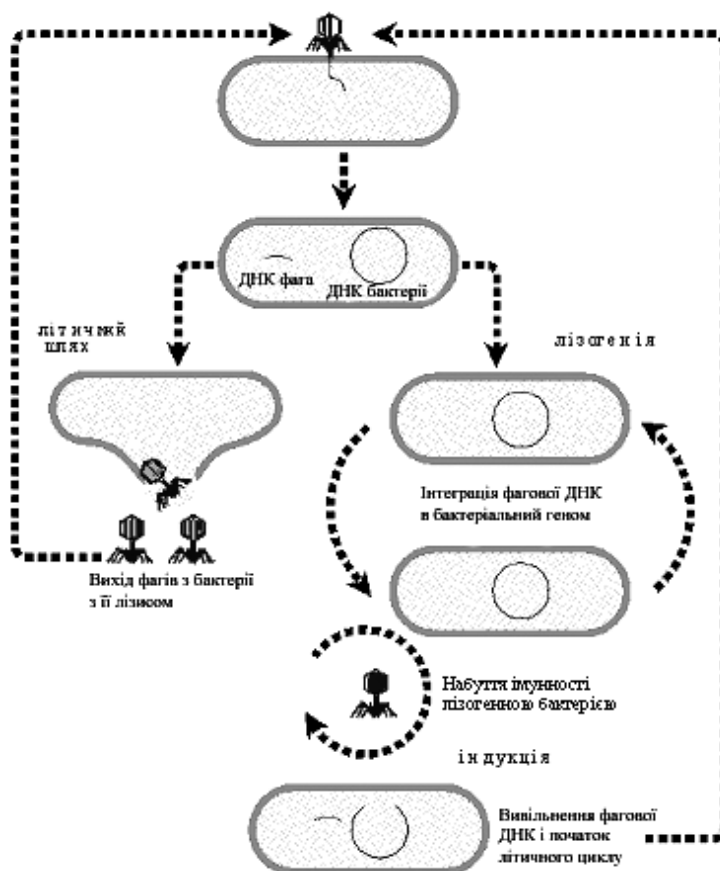 ДНК фага
ДНК бактерії
літичний
шлях
лізогенія
Інтеграція фагової ДНК
в бактеріальний геном
Вихід фагів з бактерії
з її лізисом
Набуття імунності
лізогенною бактерією
індукція
Вивільнення фагової
ДНК і початок
літичного циклу